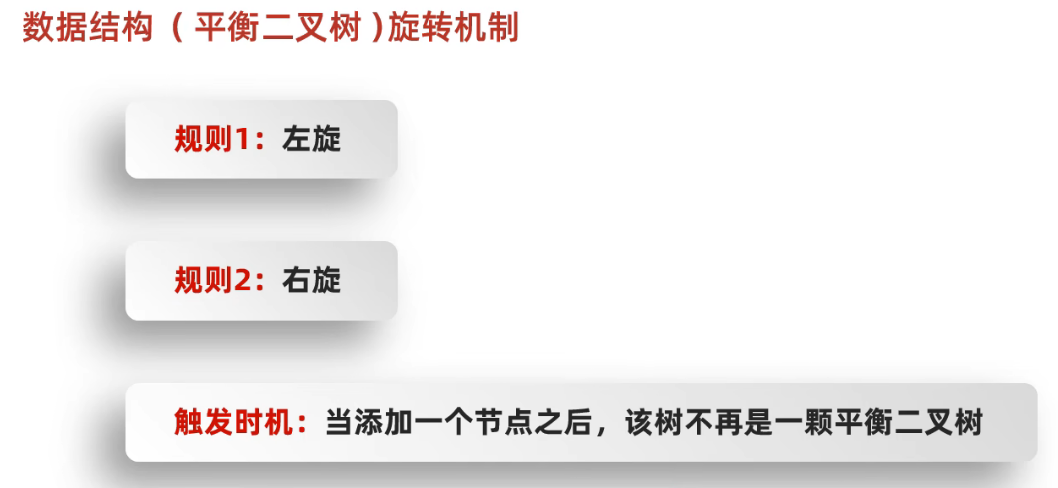 数据结构（平衡二叉树)旋转机制
规则1：左旋
规则2：右旋
触发时机：当添加一个节点之后，该树不再是一颗平衡二叉树